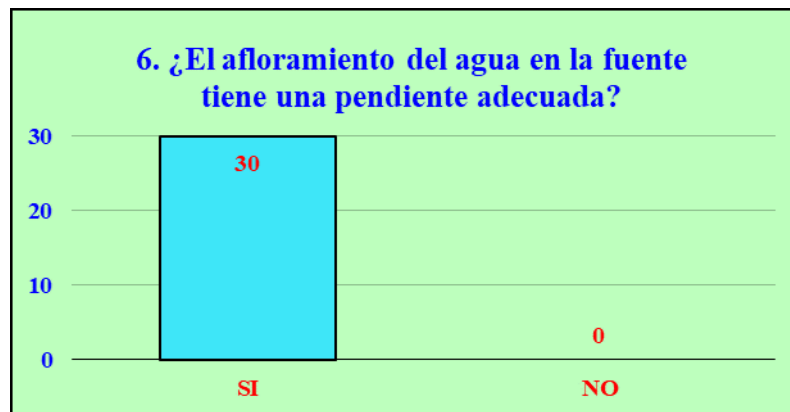 6. ¿El afloramiento del agua en la fuente
tiene una pendiente adecuada?
30
30
20
10
0
0
SI
NO